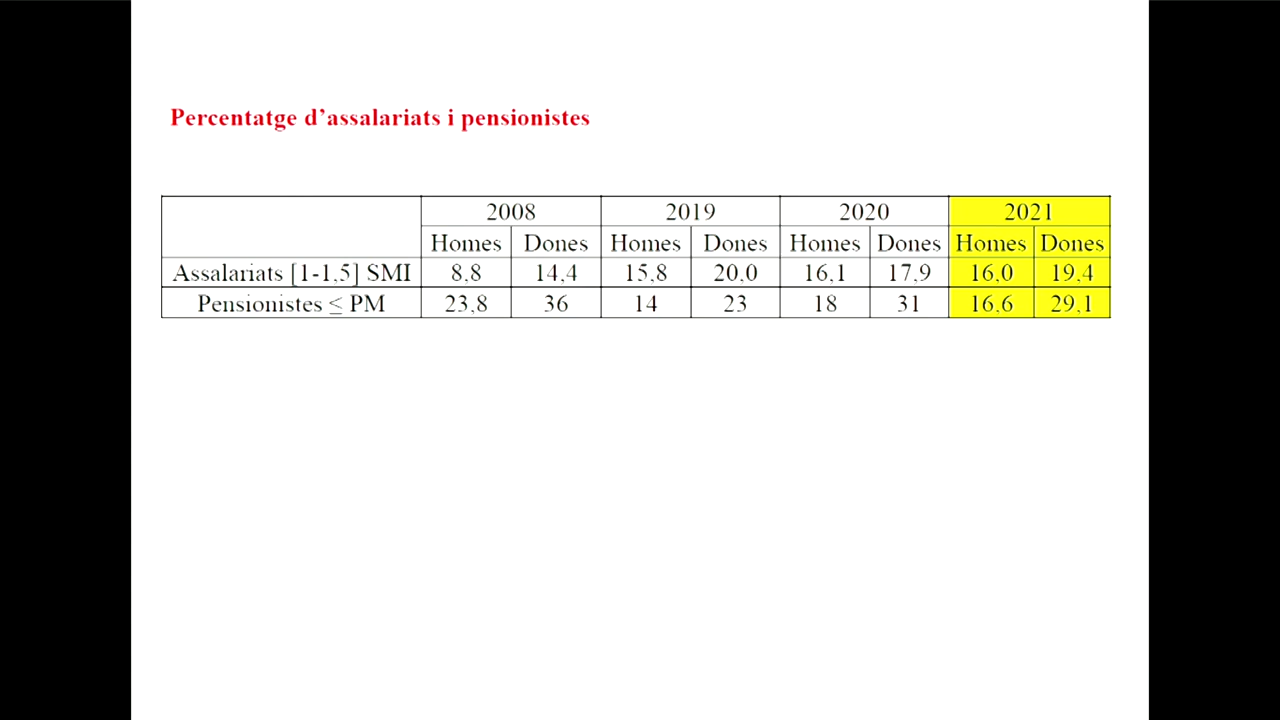 Percentatge d'assalariats i pensionistes
2008 2019 2020 2021
Homes Dones Homes Dones Homes Dones Homes Dones
Assalariats [1-1,5] SMI 8,8 14,4 15,8 20,0 16,1 17,9 16,0 19,4
Pensionistes ≤ PM 23,8 36 14 23 18 31 16,6 29,1